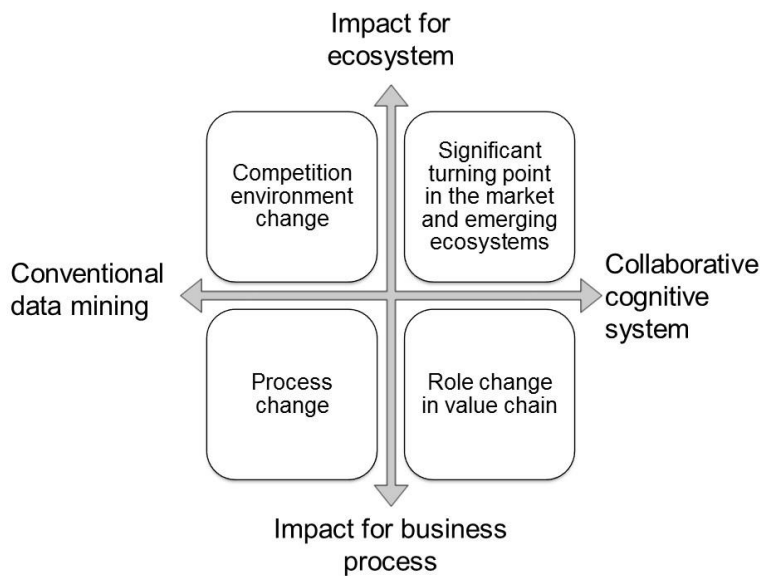 Impact for
ecosystem
Competition
environment
change
Significant
turning point
in the market
and emerging
ecosystems
Conventional
data mining
Collaborative
cognitive
system
Process
change
Role change
in value chain
Impact for business
process